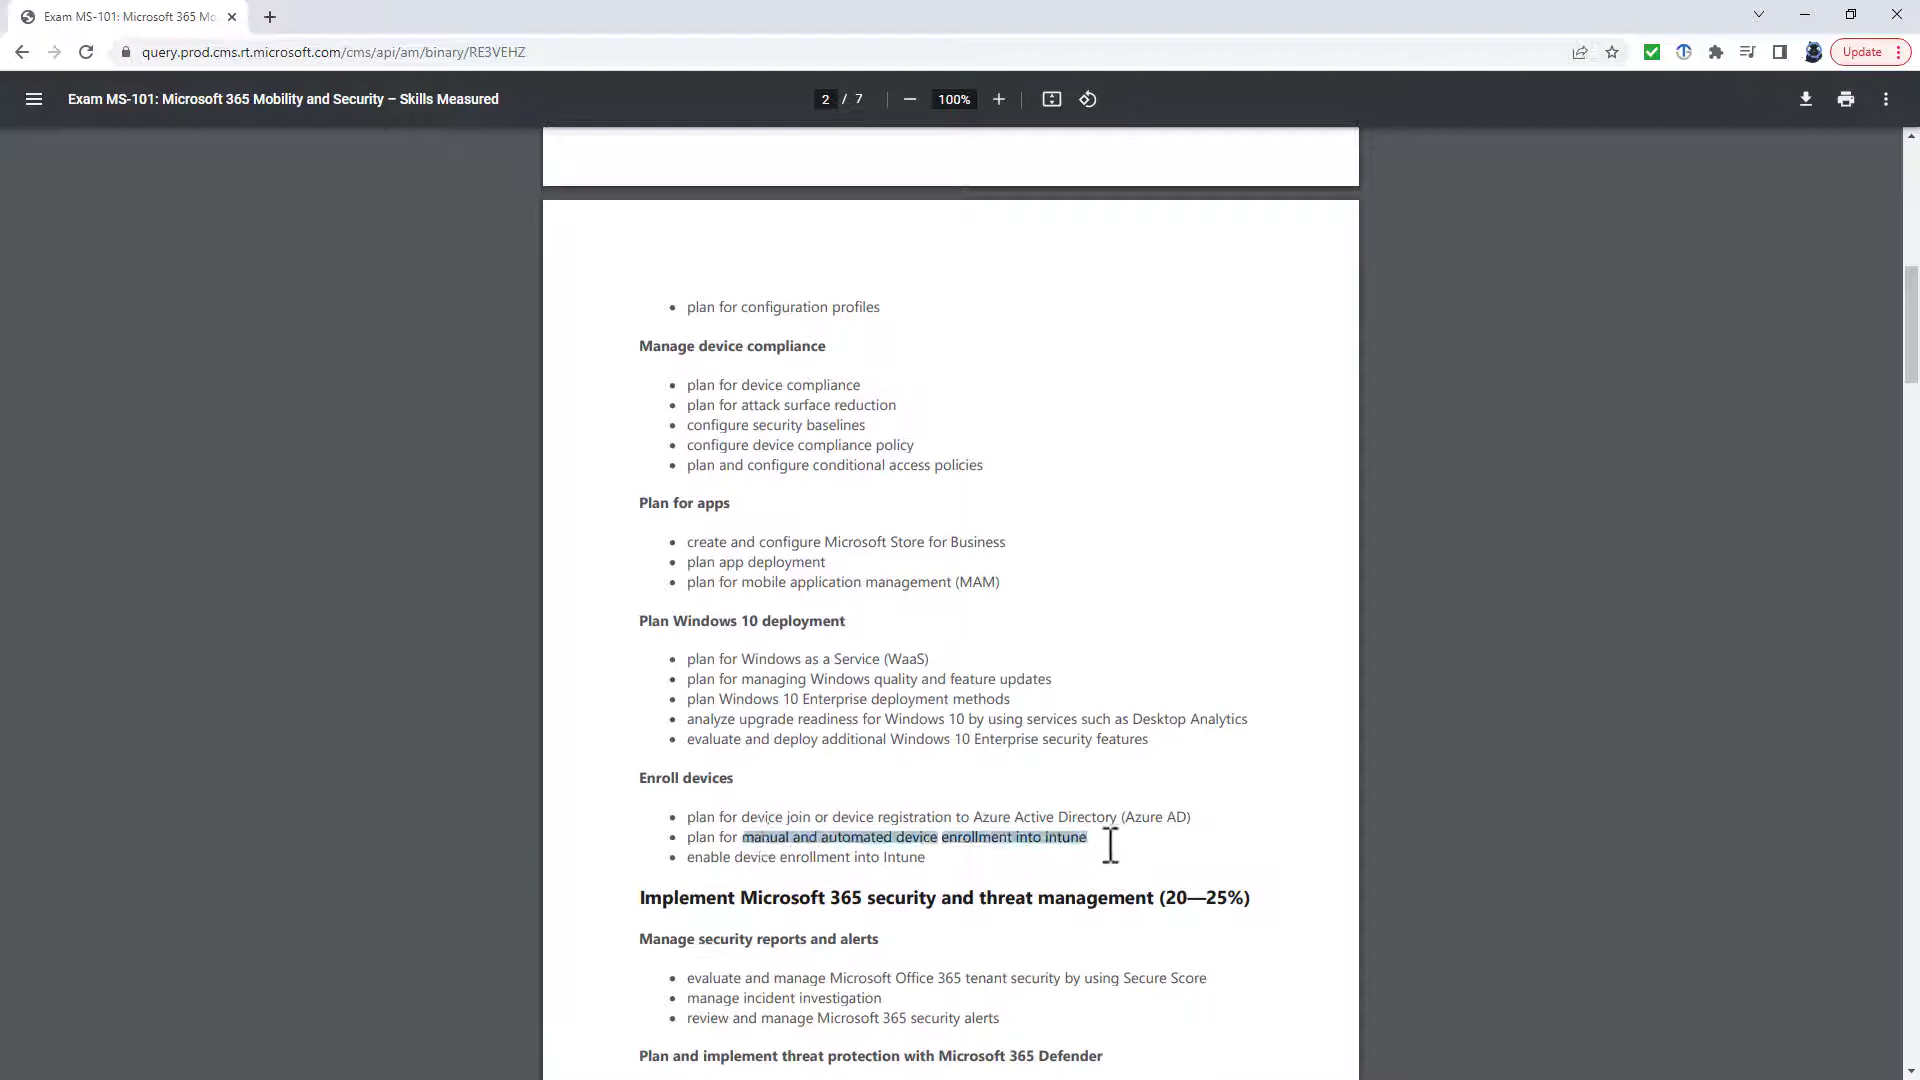 Exam MS-101: Microsoft 365 Mo
query.prod.cms.rt.microsoft.com/cms/api/am/binary/RE3VEHZ
Update
Exam MS-101: Microsoft 365 Mobility and Security – Skills Measured
2 / 7
100%
• plan for configuration profiles
Manage device compliance
• plan for device compliance
• plan for attack surface reduction
• configure security baselines
• configure device compliance policy
• plan and configure conditional access policies
Plan for apps
• create and configure Microsoft Store for Business
• plan app deployment
• plan for mobile application management (MAM)
Plan Windows 10 deployment
• plan for Windows as a Service (WaaS)
• plan for managing Windows quality and feature updates
• plan Windows 10 Enterprise deployment methods
• analyze upgrade readiness for Windows 10 by using services such as Desktop Analytics
• evaluate and deploy additional Windows 10 Enterprise security features
Enroll devices
• plan for device join or device registration to Azure Active Directory (Azure AD)
• plan for manual and automated device enrollment into Intune
• enable device enrollment into Intune
Implement Microsoft 365 security and threat management (20—25%)
Manage security reports and alerts
• evaluate and manage Microsoft Office 365 tenant security by using Secure Score
• manage incident investigation
• review and manage Microsoft 365 security alerts
Plan and implement threat protection with Microsoft 365 Defender